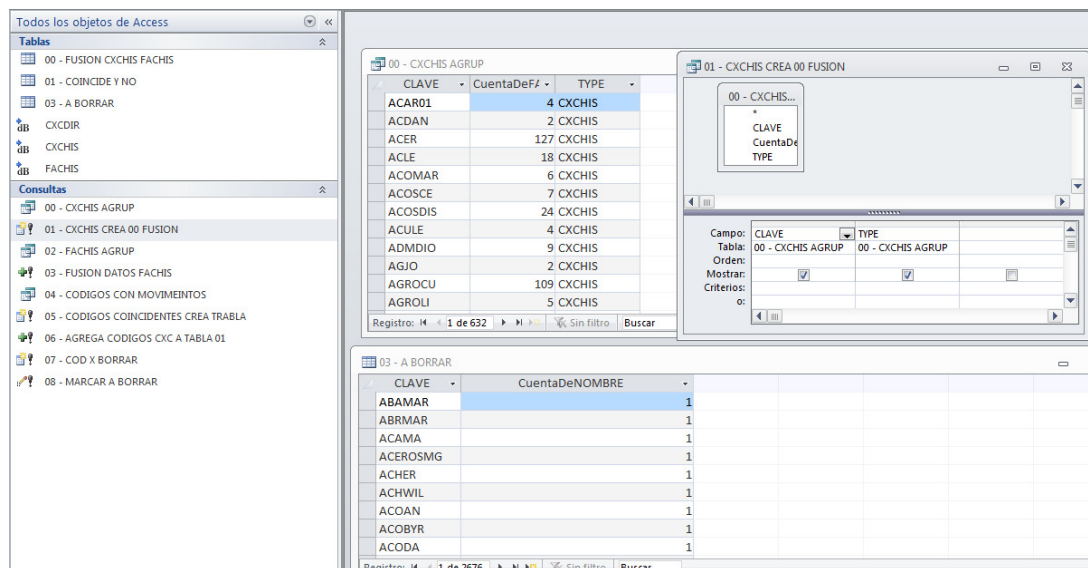 Todos los objetos de Access
Tablas
00 - FUSION CXCHIS FACHIS
01 - COINCIDE Y NO
03 - A BORRAR
CXCDIR
CXCHIS
FACHIS
Consultas
00 - CXCHIS AGRUP
01 - CXCHIS CREA 00 FUSION
02 - FACHIS AGRUP
03 - FUSION DATOS FACHIS
04 - CODIGOS CON MOVIMEINTOS
05 - CODIGOS COINCIDENTES CREA TRABLA
06 - AGREGA CODIGOS CXC A TABLA 01
07 - COD X BORRAR
08 - MARCAR A BORRAR
00 - CXCHIS AGRUP
CLAVE CuentaDeFA TYPE
ACAR01 4 CXCHIS
ACDAN 2 CXCHIS
ACER 127 CXCHIS
ACLE 18 CXCHIS
ACOMAR 6 CXCHIS
ACOSCE 7 CXCHIS
ACOSDIS 24 CXCHIS
ACULE 4 CXCHIS
ADMDIO 9 CXCHIS
AGJO 2 CXCHIS
AGROCU 109 CXCHIS
AGROLI 5 CXCHIS
Registro: 1 de 632 Sin filtro Buscar
01 - CXCHIS CREA 00 FUSION
00 - CXCHIS...
*
CLAVE
CuentaDe
TYPE
Campo: CLAVE TYPE
Tabla: 00 - CXCHIS AGRUP 00 - CXCHIS AGRUP
Orden:
Mostrar:
Criterios:
o:
03 - A BORRAR
CLAVE CuentaDeNOMBRE
ABAMAR 1
ABRMAR 1
ACAMA 1
ACEROSMG 1
ACHER 1
ACHWIL 1
ACOAN 1
ACOBYR 1
ACODA 1
Registro: 1 de 2676 Sin filtro Buscar